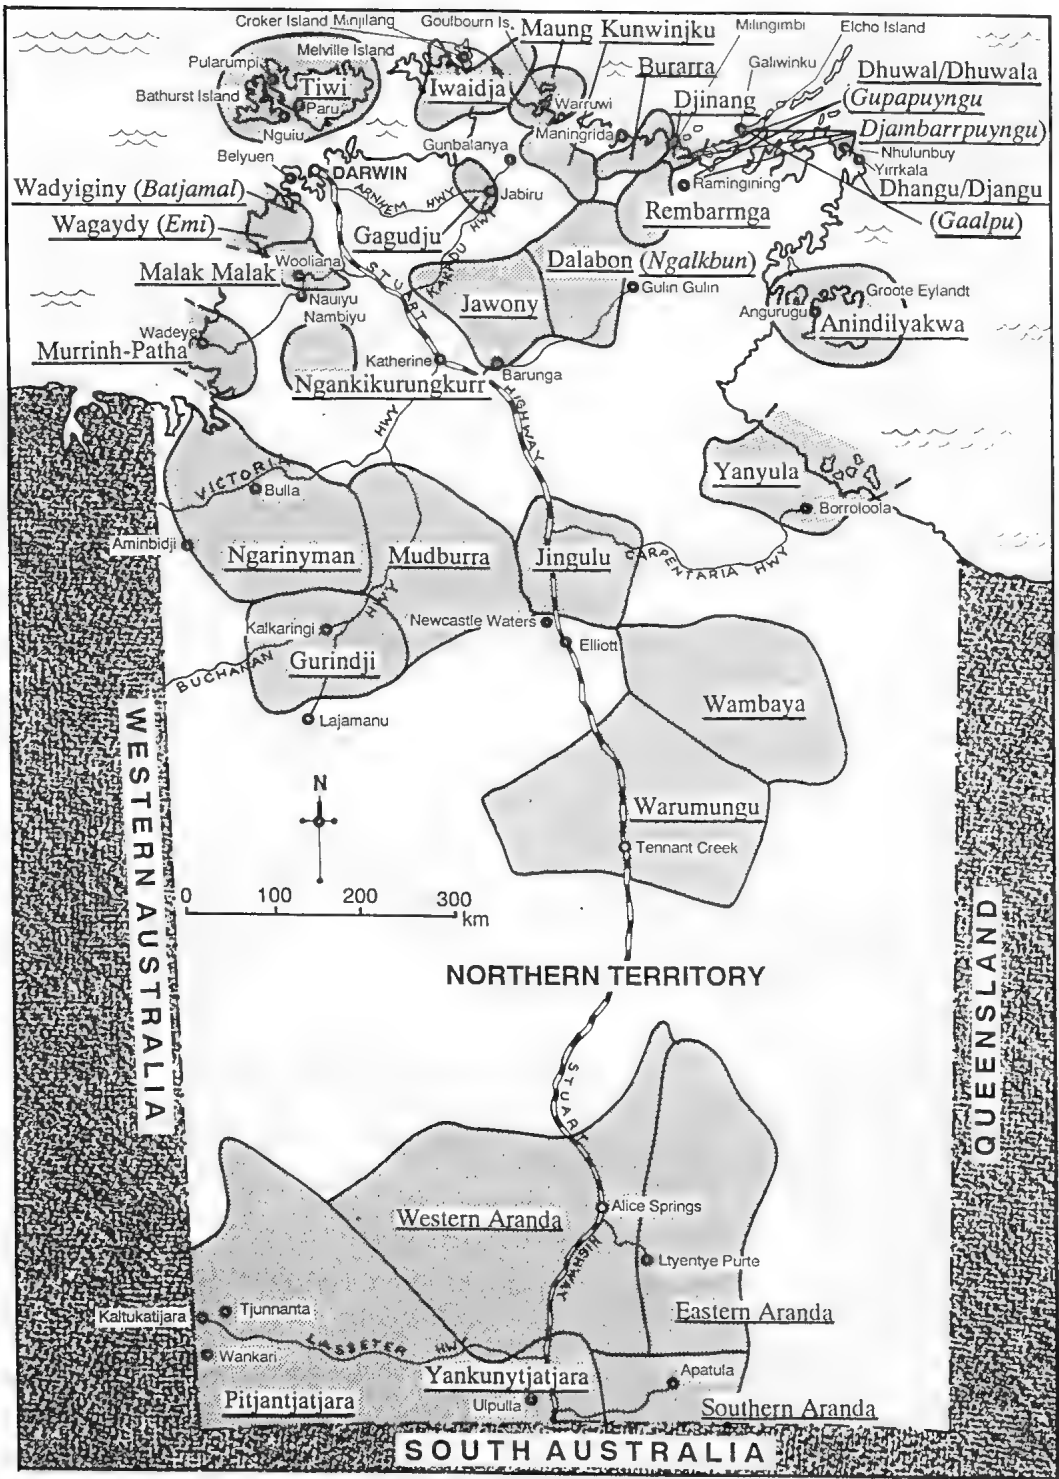 Croker Island Minjilang
Goulbourn Is.
Maung Kunwinjku
Milingimbi
Elcho Island
Melville Island
Pularumpi
Tiwi
Bathurst Island
Paru
Nguiu
Iwaidja
Warruwi
Burarra
Galiwinku
Djinang
Dhuwal/Dhuwala
(Gupapuyngu
Djambarrpuyngu)
Maningrida
Gunbalanya
Nhulunbuy
Yirrkala
Belyuen
DARWIN
ARNHEM HWY
Jabiru
Ramingining
Dhangu/Djangu
(Gaalpu)
Wadyiginy (Batjamal)
Rembarrnga
Wagaydy (Emi)
Gagudju
KAKADU HWY
Malak Malak
Wooliana
STUART
Dalabon (Ngalkbun)
Gulin Gulin
Nauiyu
Nambiyu
Jawony
Groote Eylandt
Angurugu
Anindilyakwa
Wadeye
Murrinh-Patha
Katherine
Barunga
Ngankikurungkurr
HIGHWAY
VICTORIA HWY
Bulla
Yanyula
Borroloola
Aminbidji
Ngarinyman
Mudburra
Jingulu
CARPENTARIA HWY
Kalkaringi
Newcastle Waters
Elliott
BUCHANAN HWY
Gurindji
Lajamanu
Wambaya
N
Warumungu
Tennant Creek
0 100 200 300
km
WESTERN AUSTRALIA
QUEENSLAND
NORTHERN TERRITORY
STUART
HIGHWAY
Western Aranda
Alice Springs
Ltyentye Purte
Eastern Aranda
Kaltukatijara
Tjunnanta
LASSETER HWY
Wankari
Yankunytjatjara
Apatula
Pitjantjatjara
Ulpulla
Southern Aranda
SOUTH AUSTRALIA